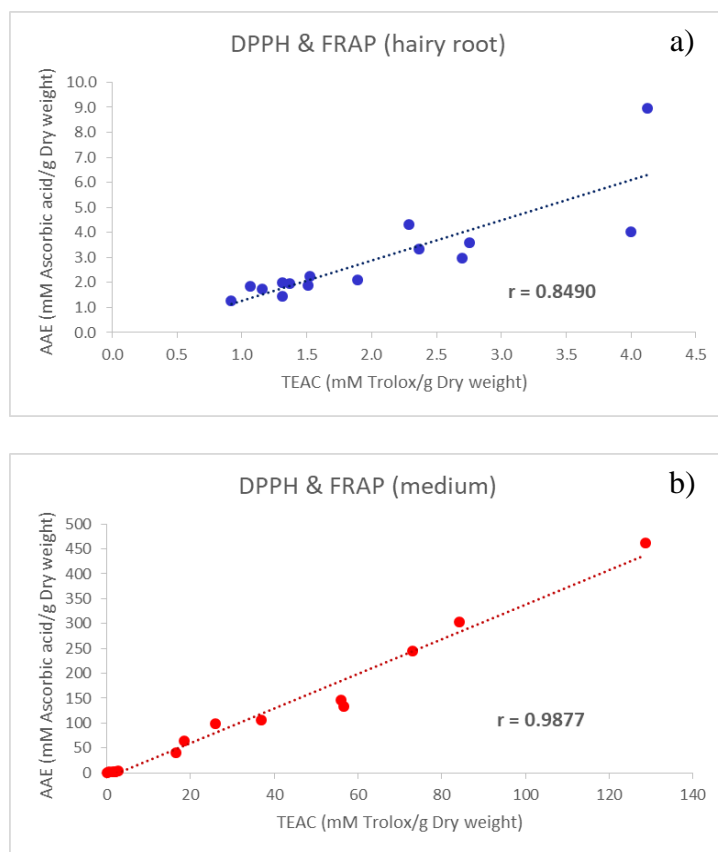 DPPH & FRAP (hairy root)
a)
AAE (mM Ascorbic acid/g Dry weight)
10.0
9.0
8.0
7.0
6.0
5.0
4.0
3.0
2.0
1.0
0.0
r = 0.8490
0.0 0.5 1.0 1.5 2.0 2.5 3.0 3.5 4.0 4.5
TEAC (mM Trolox/g Dry weight)
DPPH & FRAP (medium)
b)
AAE (mM Ascorbic acid/g Dry weight)
500
450
400
350
300
250
200
150
100
50
0
r = 0.9877
0 20 40 60 80 100 120 140
TEAC (mM Trolox/g Dry weight)